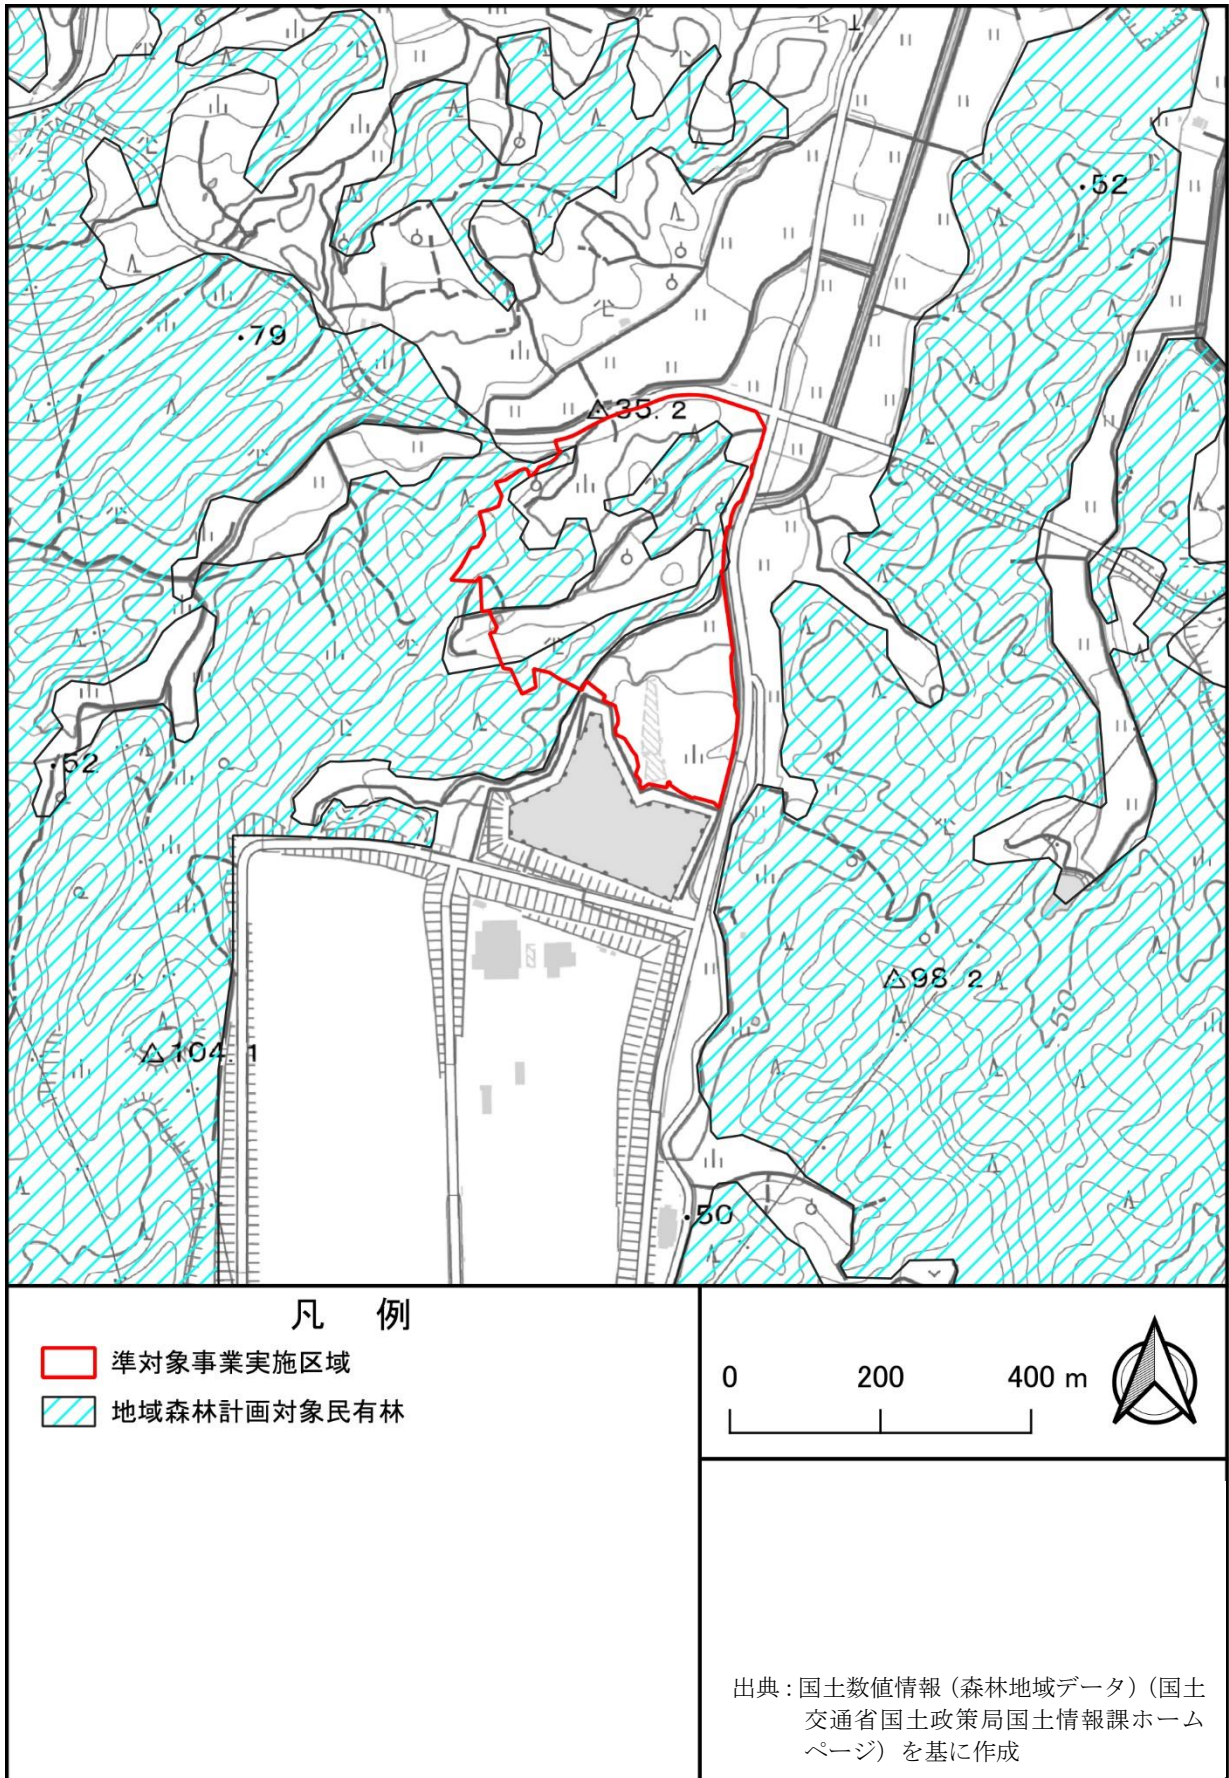 52
79
35.2
52
98.2
50
104.1
50
凡 例
準対象事業実施区域
地域森林計画対象民有林
0 200 400 m
出典：国土数値情報（森林地域データ）（国土
交通省国土政策局国土情報課ホーム
ページ）を基に作成